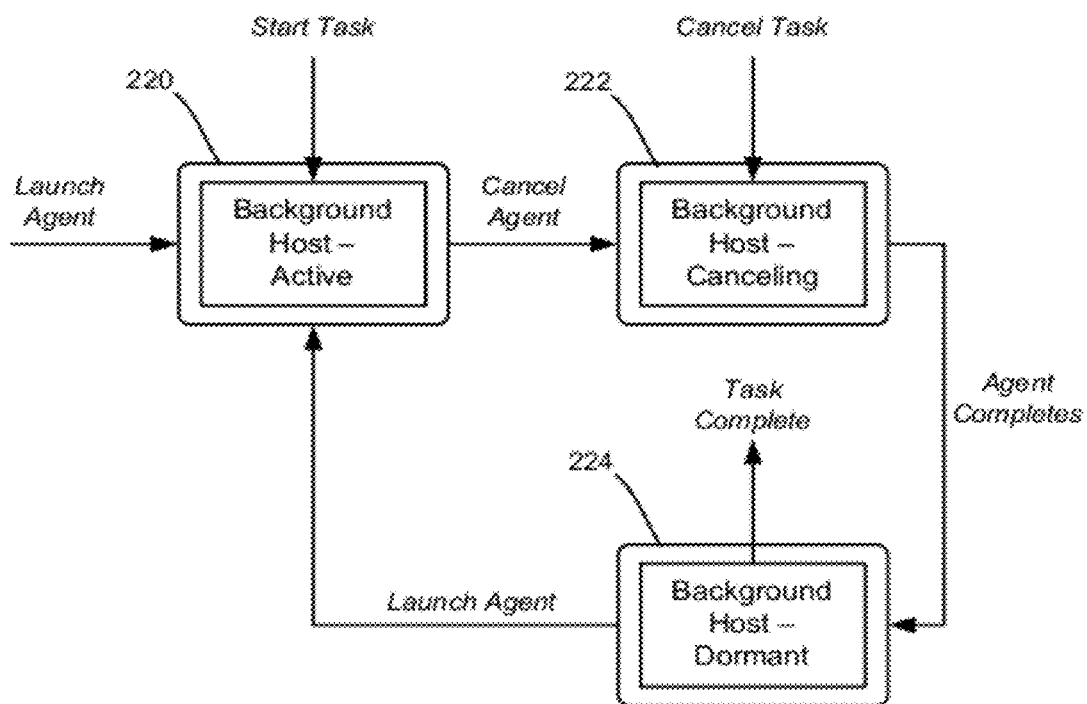 Start Task
Cancel Task
220
222
Launch
Agent
Background
Host –
Active
Cancel
Agent
Background
Host –
Canceling
Task
Complete
Agent
Completes
224
Launch Agent
Background
Host –
Dormant